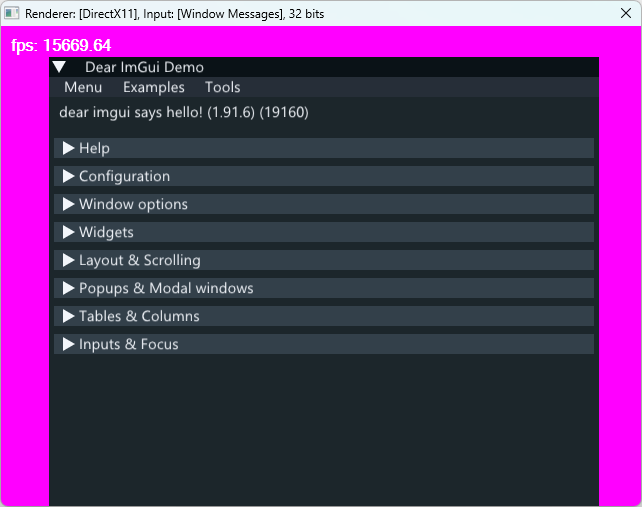 Renderer: [DirectX11], Input: [Window Messages], 32 bits
fps: 15669.64
Dear ImGui Demo
Menu Examples Tools
dear imgui says hello! (1.91.6) (19160)
Help
Configuration
Window options
Widgets
Layout & Scrolling
Popups & Modal windows
Tables & Columns
Inputs & Focus